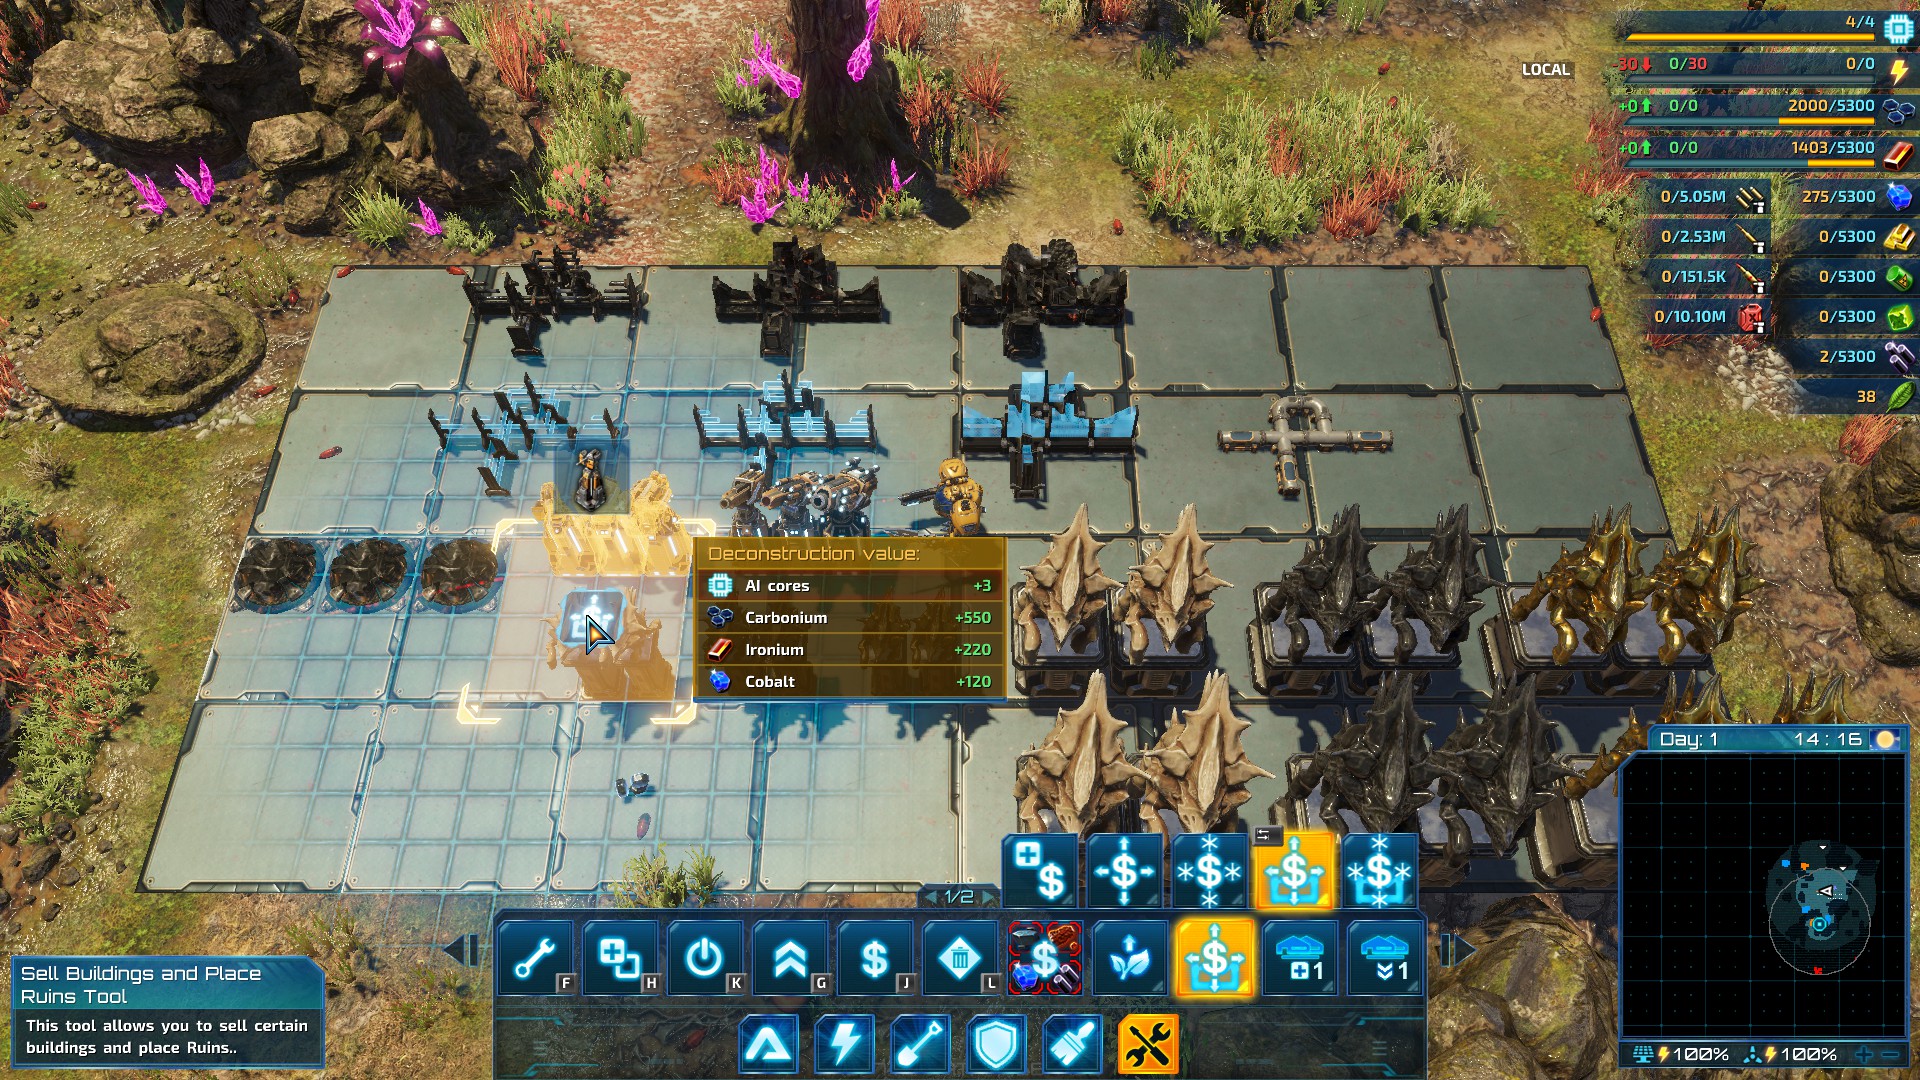 4/4
LOCAL
-30 0/30 0/0
+0 0/0 2000/5300
+0 0/0 1403/5300
0/5.05M 275/5300
0/2.53M 0/5300
0/151.5K 0/5300
0/10.10M 0/5300
2/5300
38
Deconstruction value:
AI cores +3
Carbonium +550
Ironium +220
Cobalt +120
Day: 1 14:16
$ $ *$* $ *$*
1/2
F H K G J L 1 1
$ $ $
Sell Buildings and Place
Ruins Tool
This tool allows you to sell certain
buildings and place Ruins..
100% 100%